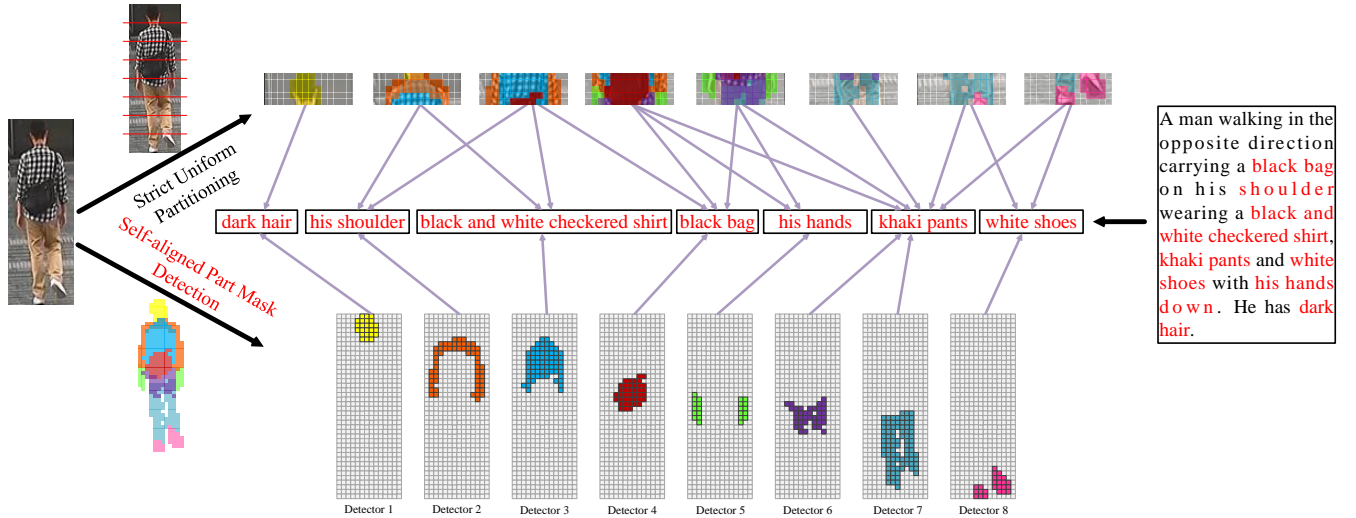 Strict Uniform
Partitioning
Self-aligned Part Mask
Detection
dark hair
his shoulder
black and white checkered shirt
black bag
his hands
khaki pants
white shoes
A man walking in the
opposite direction
carrying a black bag
on his shoulder
wearing a black and
white checkered shirt,
khaki pants and white
shoes with his hands
down. He has dark
hair.
Detector 1
Detector 2
Detector 3
Detector 4
Detector 5
Detector 6
Detector 7
Detector 8